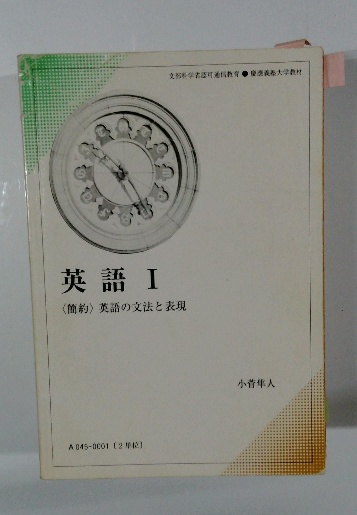 文部科学省認可通信教育 ● 慶應義塾大学教材
英語 I
〈簡約〉英語の文法と表現
小菅隼人
A 045-0001 〔2単位〕